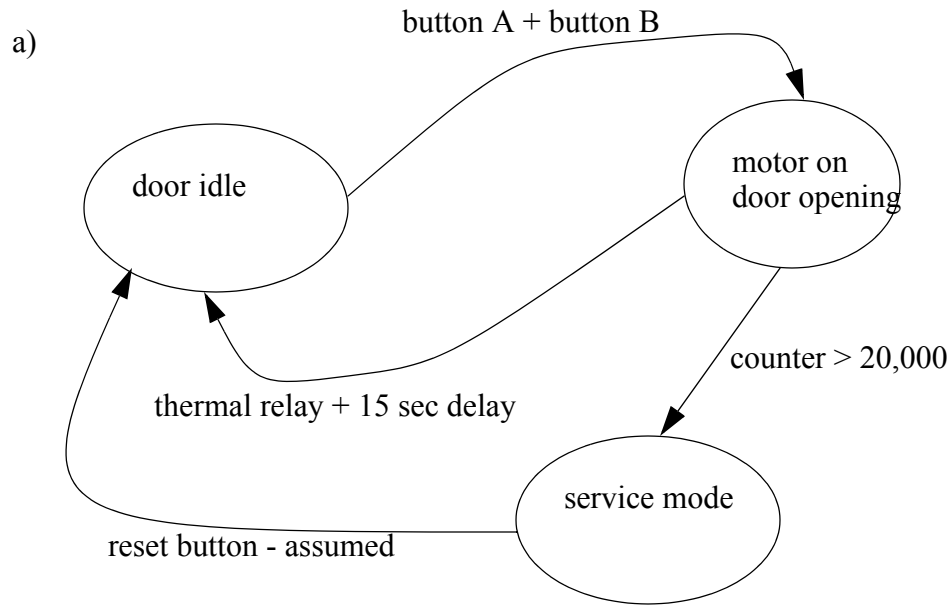 a)
button A + button B
door idle
motor on
door opening
thermal relay + 15 sec delay
counter > 20,000
service mode
reset button - assumed